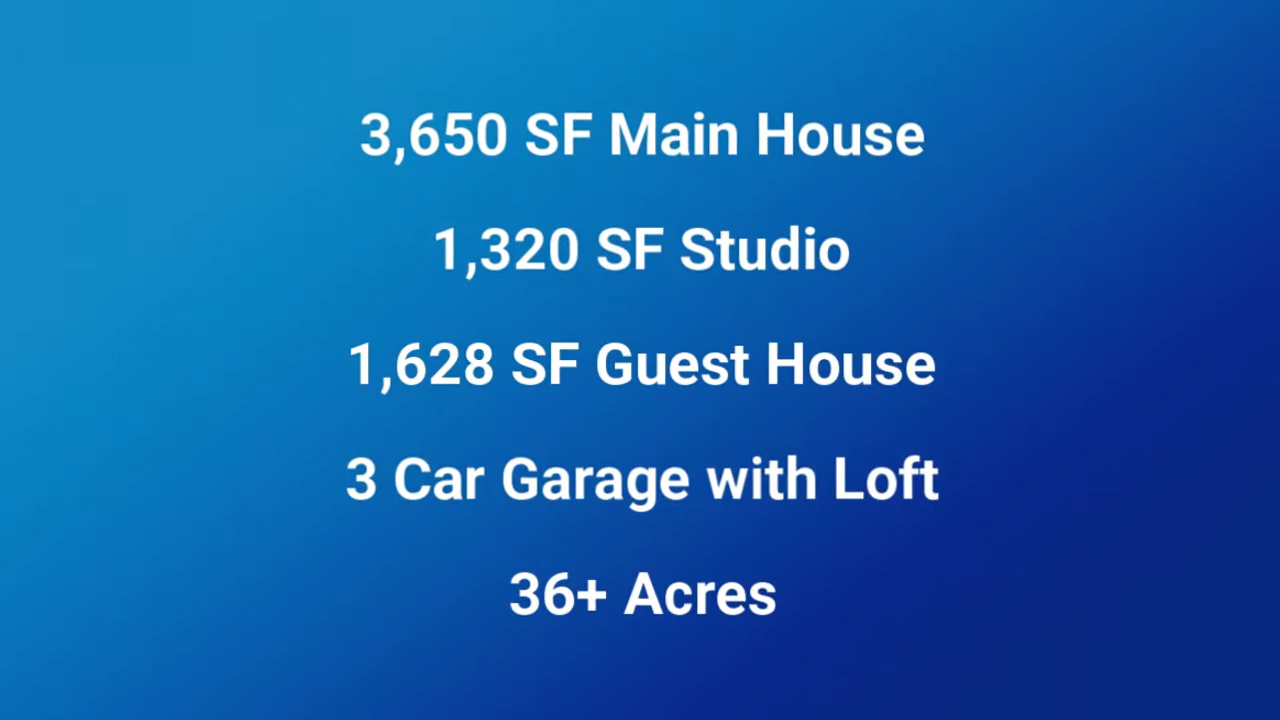 3,650 SF Main House
1,320 SF Studio
1,628 SF Guest House
3 Car Garage with Loft
36+ Acres